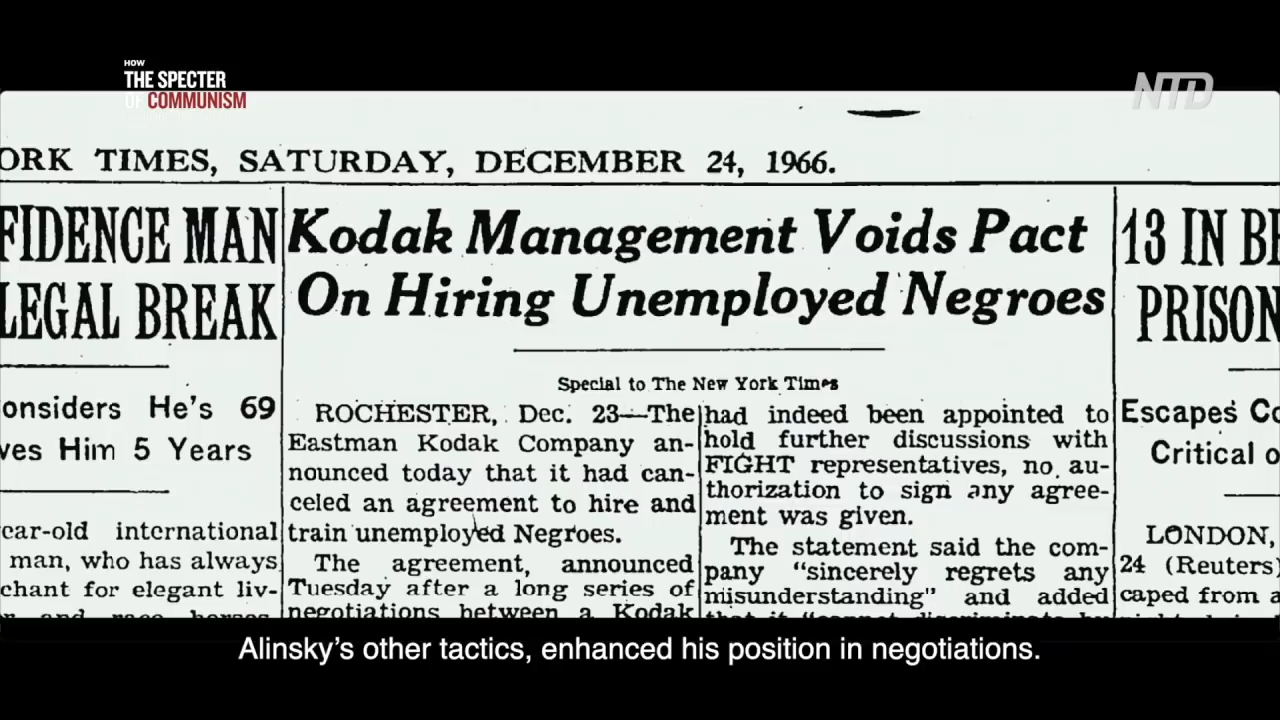 HOW
THE SPECTER
OF COMMUNISM
NTD
ORK TIMES, SATURDAY, DECEMBER 24, 1966.
FIDENCE MAN
LEGAL BREAK
onsiders He's 69
ves Him 5 Years
ear-old international
man, who has always
chant for elegant liv-
Kodak Management Voids Pact
On Hiring Unemployed Negroes
Special to The New York Times
ROCHESTER, Dec. 23—The
Eastman Kodak Company an-
nounced today that it had can-
celed an agreement to hire and
train unemployed Negroes.
The agreement, announced
Tuesday after a long series of
negotiations between a Kodak
had indeed been appointed to
hold further discussions with
FIGHT representatives, no au-
thorization to sign any agree-
ment was given.
The statement said the com-
pany "sincerely regrets any
misunderstanding" and added
13 IN B
PRISON
Escapes Co
Critical o
LONDON,
24 (Reuters)
caped from a
Alinsky's other tactics, enhanced his position in negotiations.